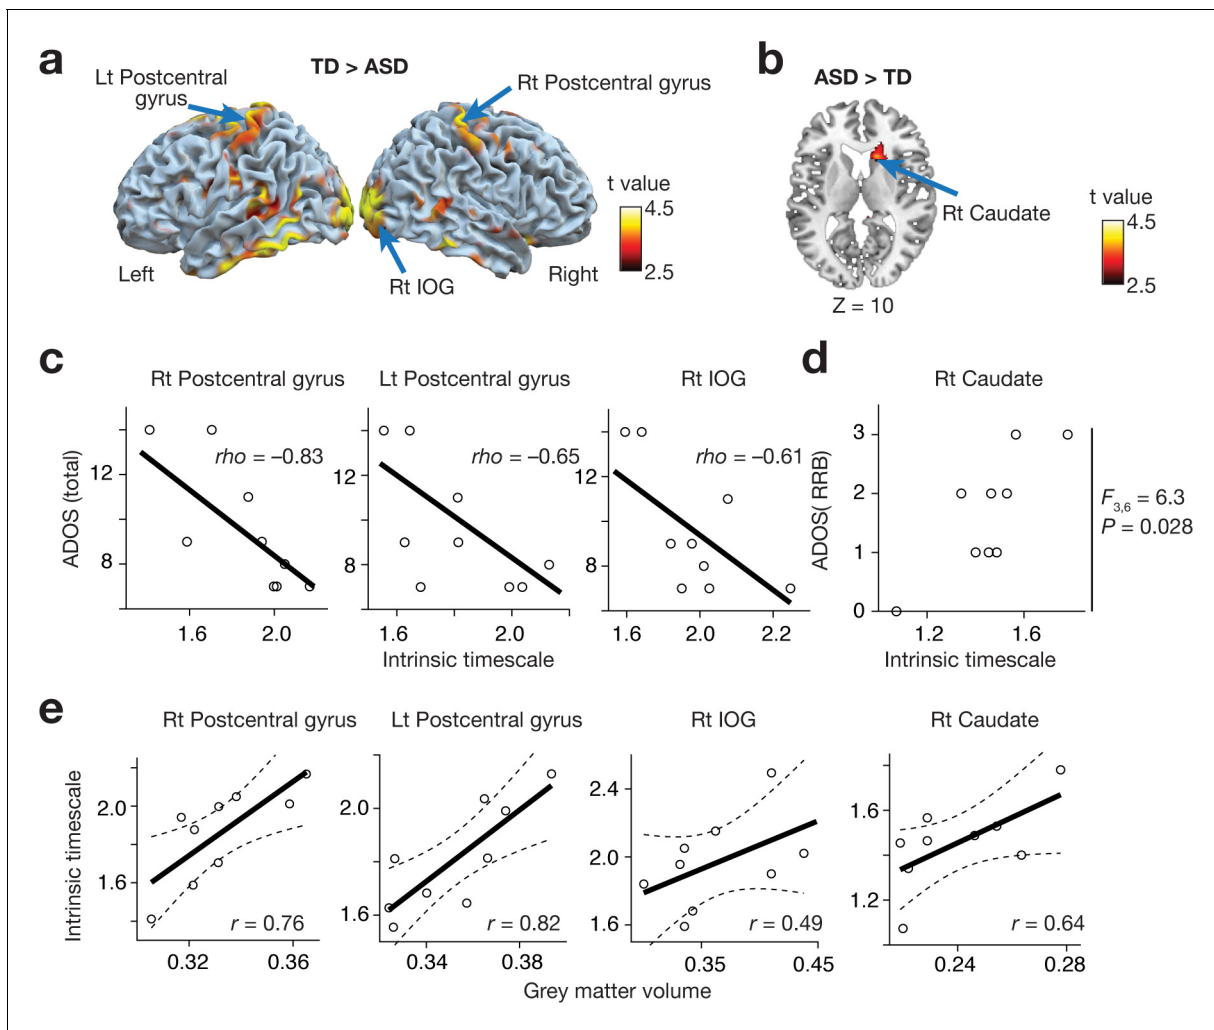 a
TD > ASD
Lt Postcentral
gyrus
Rt Postcentral gyrus
Left
Rt IOG
Right
t value
4.5
2.5
b
ASD > TD
Rt Caudate
Z = 10
t value
4.5
2.5
c
Rt Postcentral gyrus
Lt Postcentral gyrus
Rt IOG
ADOS (total)
12
8
rho = –0.83
1.6
2.0
12
8
rho = –0.65
1.6
2.0
12
8
rho = –0.61
1.6
2.0
2.2
Intrinsic timescale
d
Rt Caudate
ADOS( RRB)
3
2
1
0
1.2
1.6
Intrinsic timescale
F3,6 = 6.3
P = 0.028
e
Rt Postcentral gyrus
Lt Postcentral gyrus
Rt IOG
Rt Caudate
Intrinsic timescale
2.0
1.6
r = 0.76
0.32
0.36
2.0
1.6
r = 0.82
0.34
0.38
2.4
2.0
1.6
r = 0.49
0.35
0.45
1.6
1.2
r = 0.64
0.24
0.28
Grey matter volume